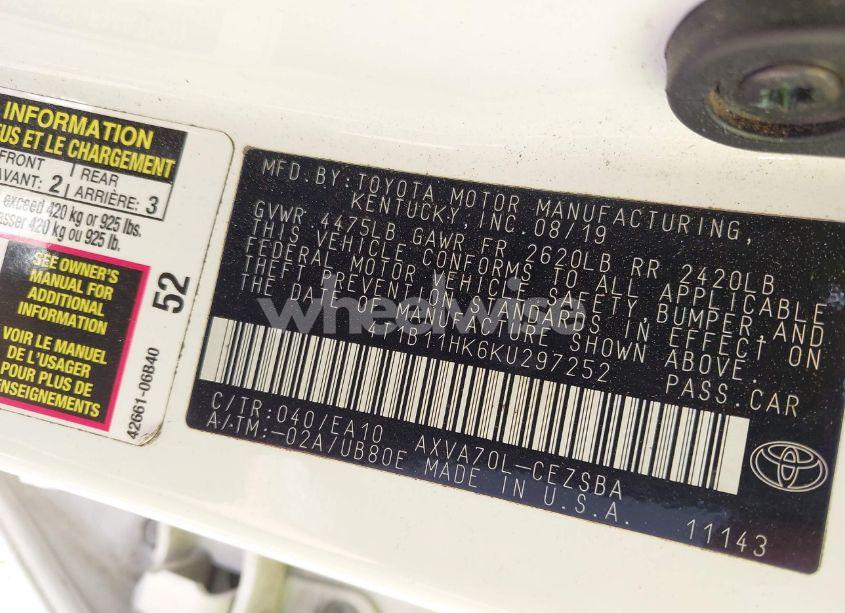 INFORMATION
US ET LE CHARGEMENT
FRONT | REAR
AVANT: 2 | ARRIÈRE: 3
exceed 420 kg or 925 lbs.
asser 420 kg ou 925 lb.
SEE OWNER'S
MANUAL FOR
ADDITIONAL
INFORMATION
VOIR LE MANUEL
DE L'USAGER
POUR PLUS DE
ENSEIGNEMENTS
52
42661-06B40
MFD. BY: TOYOTA MOTOR MANUFACTURING,
KENTUCKY, INC. 08/19
GVWR 4475LB GAWR FR 2620LB RR 2420LB
THIS VEHICLE CONFORMS TO ALL APPLICABLE
FEDERAL MOTOR VEHICLE SAFETY, BUMPER, AND
THEFT PREVENTION STANDARDS IN EFFECT ON
THE DATE OF MANUFACTURE SHOWN ABOVE.
B11HK6KU297252 PASS.CAR
C/TR:040/EA10 AXVA70L-CEZSBA
A/TM:-02A/UB80E MADE IN U.S.A.
11143
TOYOTA
wheelwise